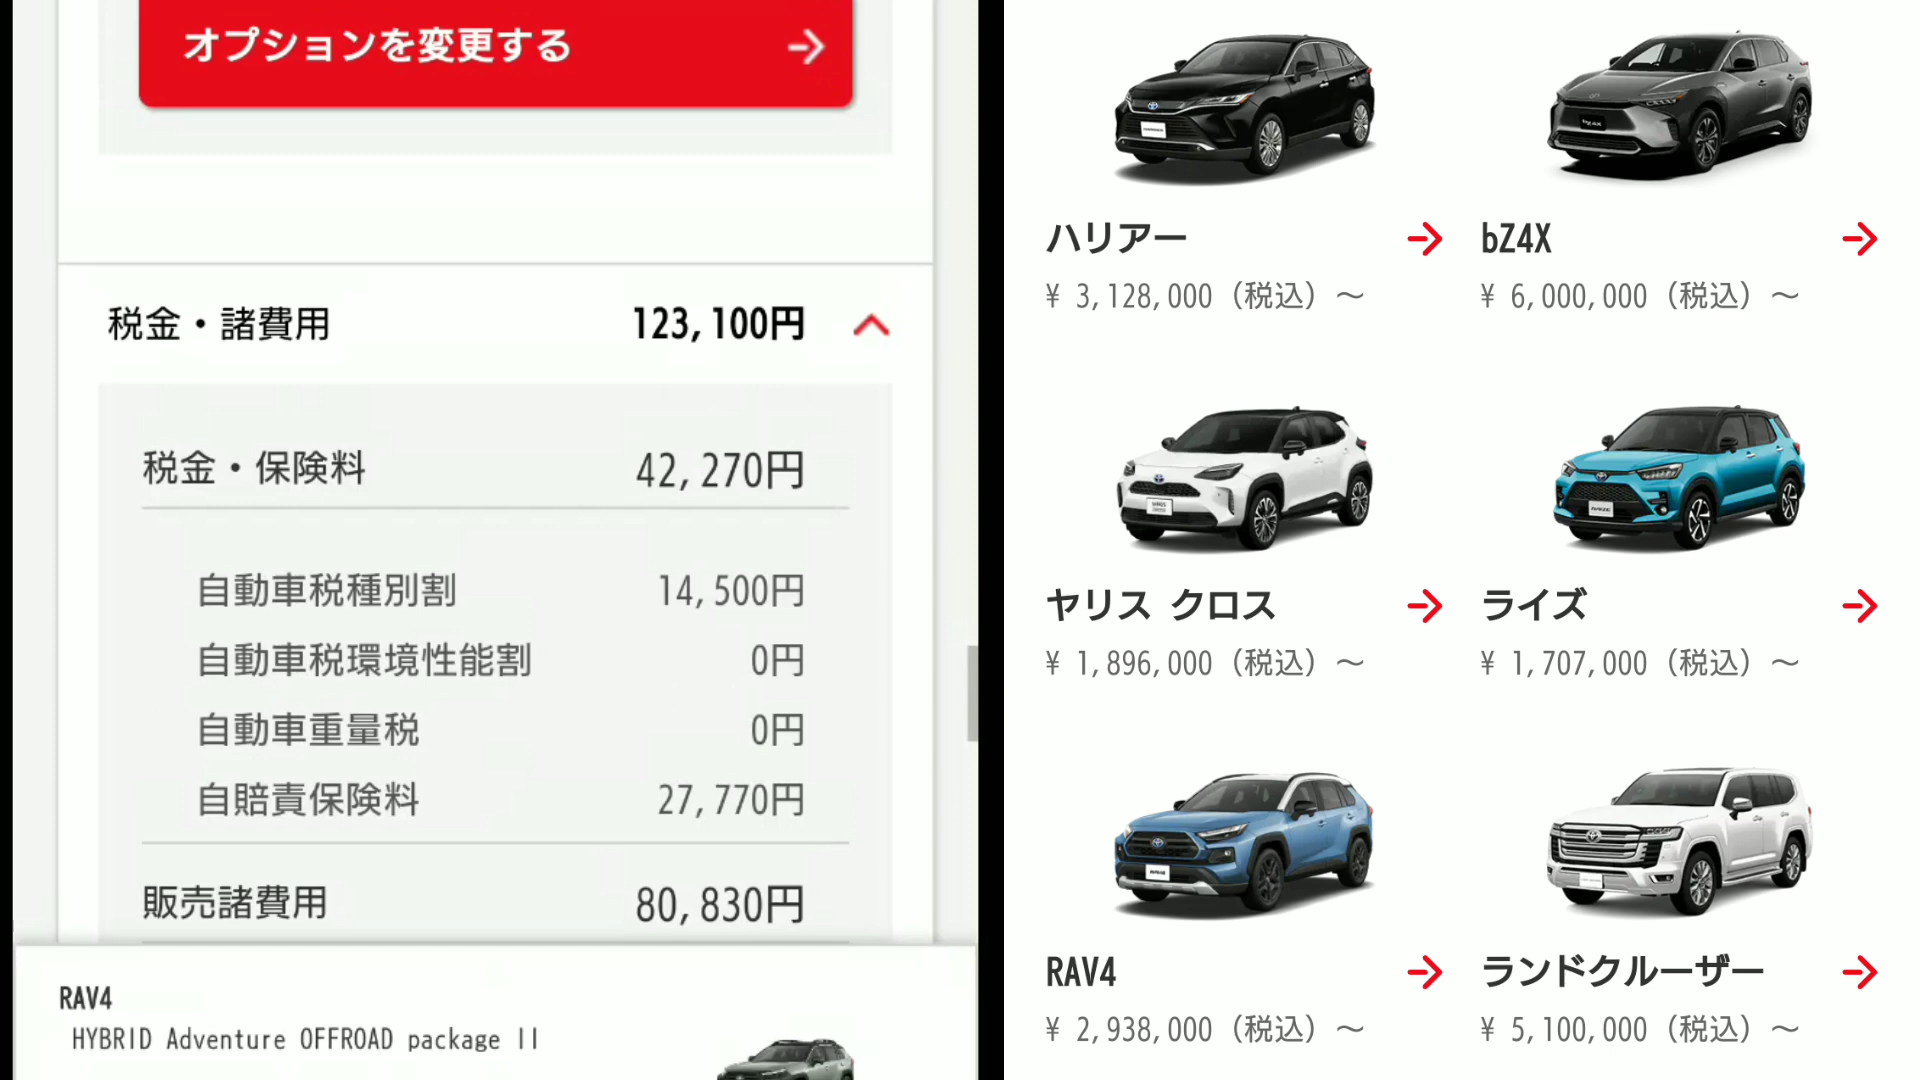 オプションを変更する
税金・諸費用 123,100円
税金・保険料 42,270円
自動車税種別割 14,500円
自動車税環境性能割 0円
自動車重量税 0円
自賠責保険料 27,770円
販売諸費用 80,830円
RAV4
HYBRID Adventure OFFROAD package II
ハリアー
¥ 3,128,000（税込）～
bZ4X
¥ 6,000,000（税込）～
ヤリス クロス
¥ 1,896,000（税込）～
ライズ
¥ 1,707,000（税込）～
RAV4
¥ 2,938,000（税込）～
ランドクルーザー
¥ 5,100,000（税込）～